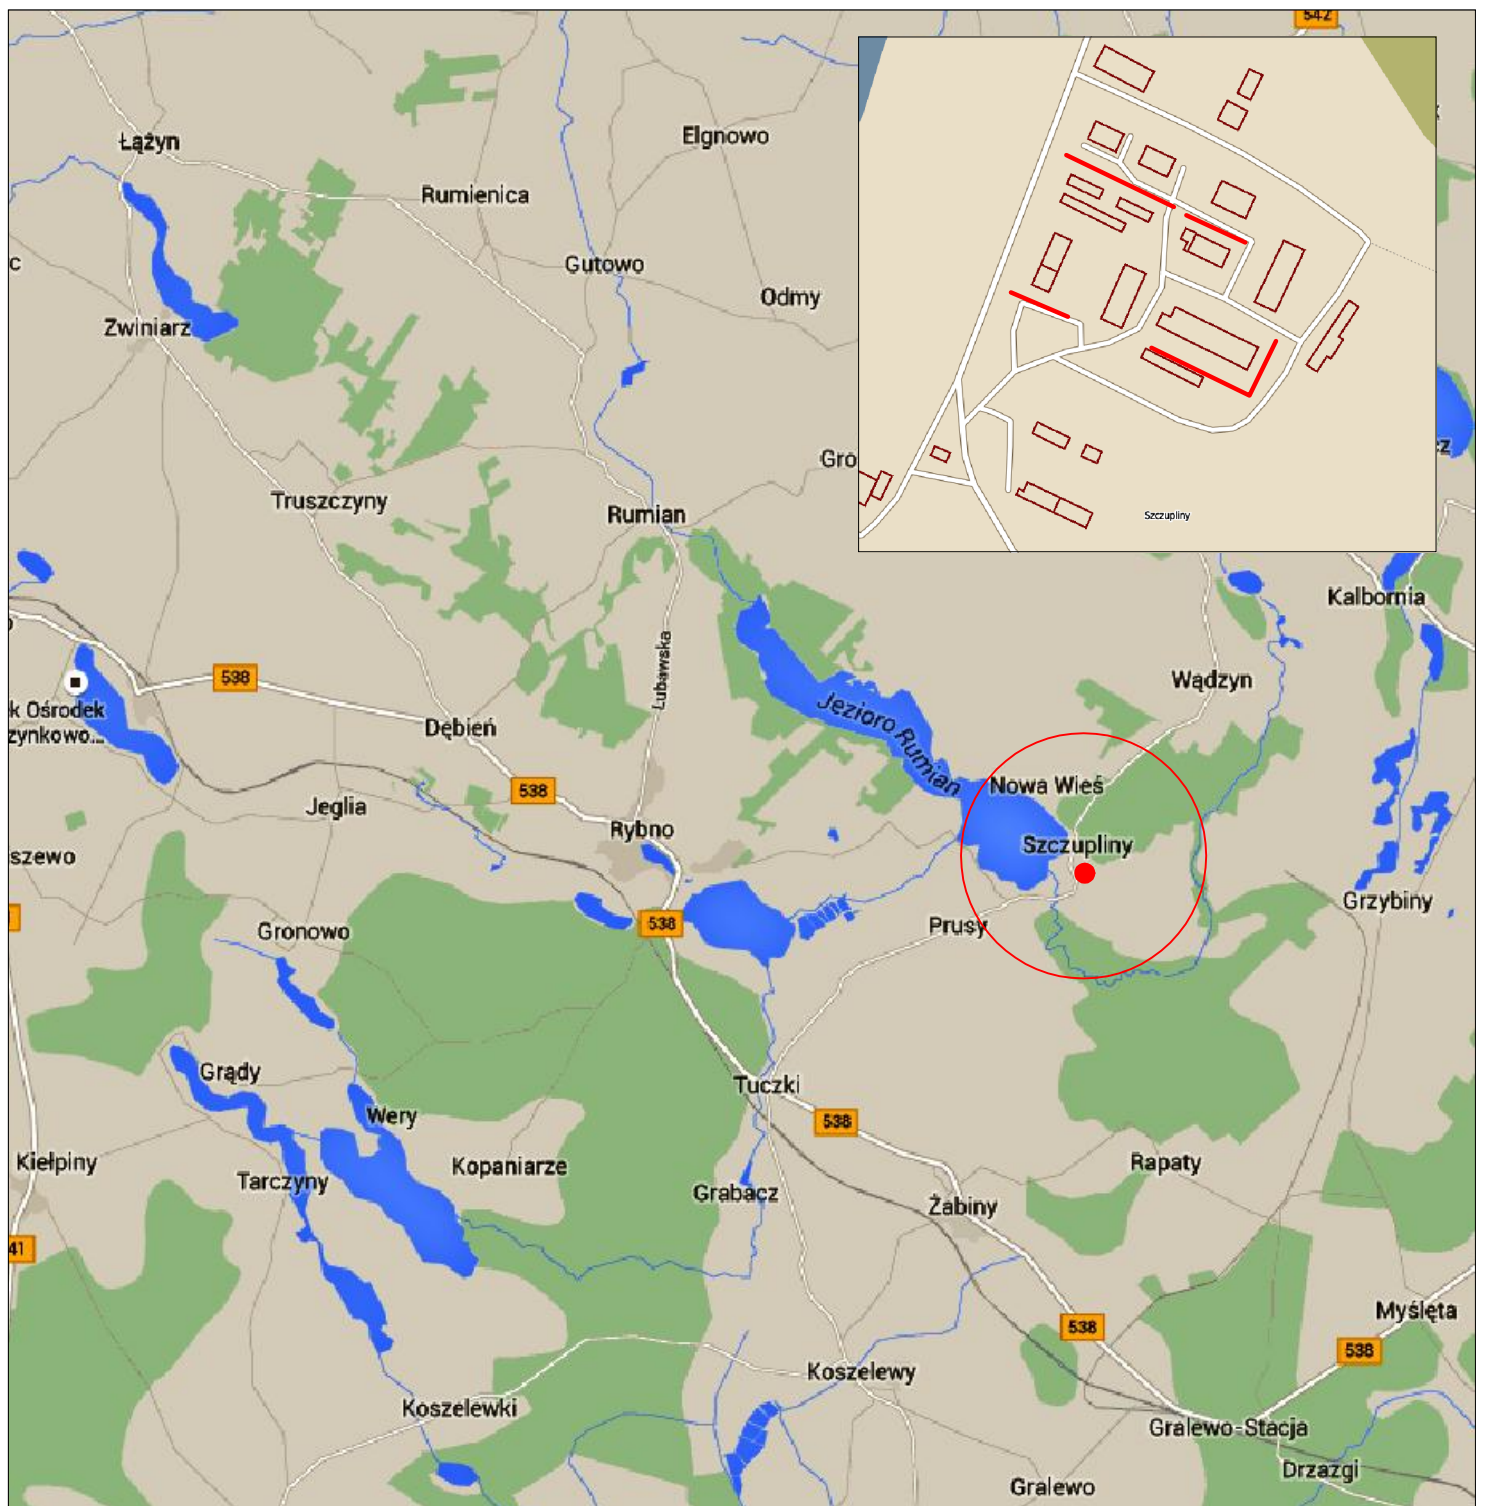 542
Elgnowo
Łążyn
Rumienica
c
Gutowo
Odmy
Zwiniarz
cz
Gro
Truszczyny
Rumian
Szczupliny
Kalbornia
Lubawska
538
Wądzyn
k Ośrodek
zynkowo...
Jezioro Rumian
Dębień
538
Nowa Wieś
Jeglia
Rybno
Szczupliny
szewo
Grzybiny
538
Prusy
Gronowo
Grądy
Tuczki
Wery
538
Kiełpiny
Kopaniarze
Rapaty
Tarczyny
Grabacz
Żabiny
41
Myślęta
538
538
Koszelewy
Koszelewki
Gralewo-Stacja
Drzazgi
Gralewo